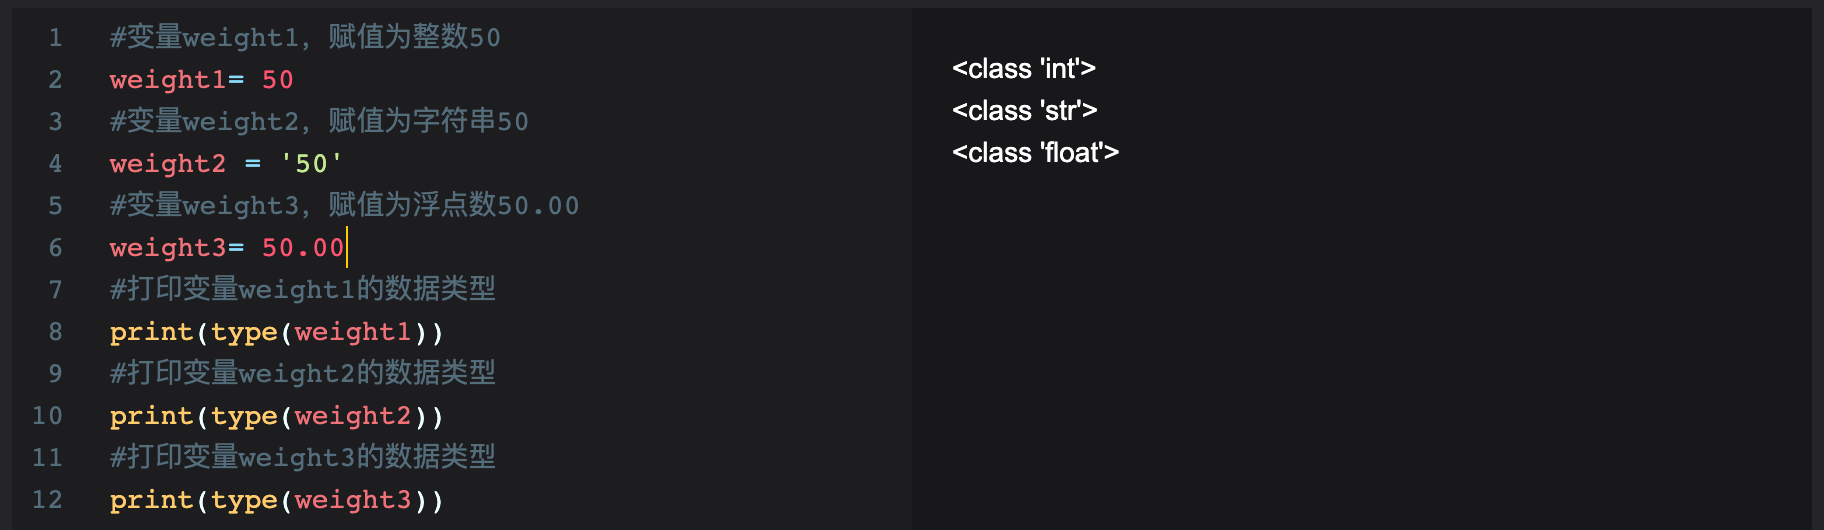 1 #变量weight1，赋值为整数50
2 weight1= 50
3 #变量weight2，赋值为字符串50
4 weight2 = '50'
5 #变量weight3，赋值为浮点数50.00
6 weight3= 50.00
7 #打印变量weight1的数据类型
8 print(type(weight1))
9 #打印变量weight2的数据类型
10 print(type(weight2))
11 #打印变量weight3的数据类型
12 print(type(weight3))
<class 'int'>
<class 'str'>
<class 'float'>